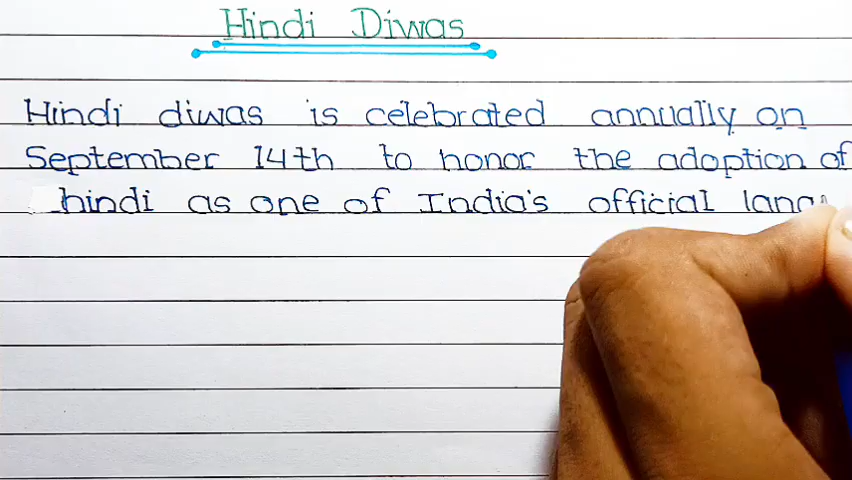 Hindi Diwas
Hindi diwas is celebrated annually on
September 14th to honor the adoption of
hindi as one of India's official